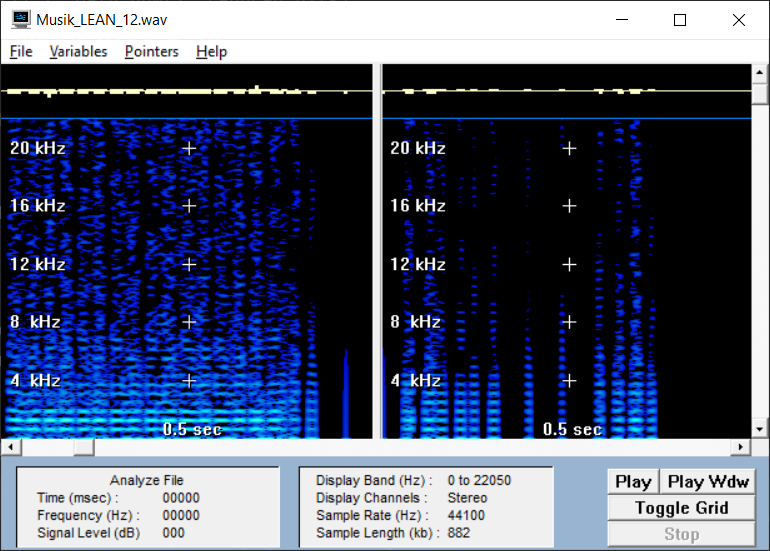 Musik_LEAN_12.wav
File Variables Pointers Help
20 kHz 20 kHz
16 kHz 16 kHz
12 kHz 12 kHz
8 kHz 8 kHz
4 kHz 4 kHz
0.5 sec 0.5 sec
Analyze File
Time (msec) : 00000
Frequency (Hz) : 00000
Signal Level (dB) 000
Display Band (Hz) : 0 to 22050
Display Channels : Stereo
Sample Rate (Hz) : 44100
Sample Length (kb) : 882
Play Play Wdw
Toggle Grid
Stop